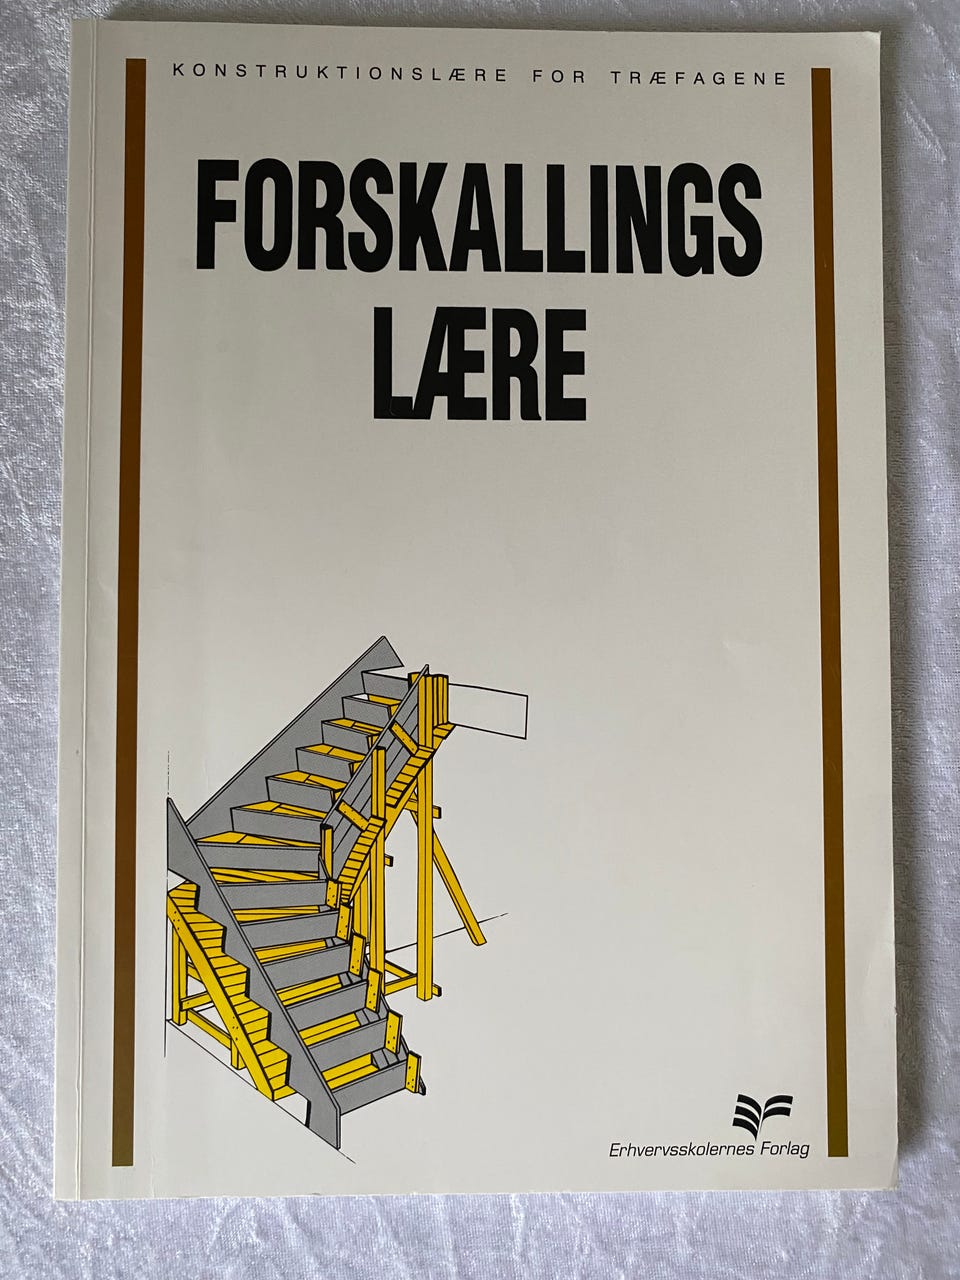 KONSTRUKTIONSLÆRE FOR TRÆFAGENE
FORSKALLINGS
LÆRE
Erhvervsskolernes Forlag